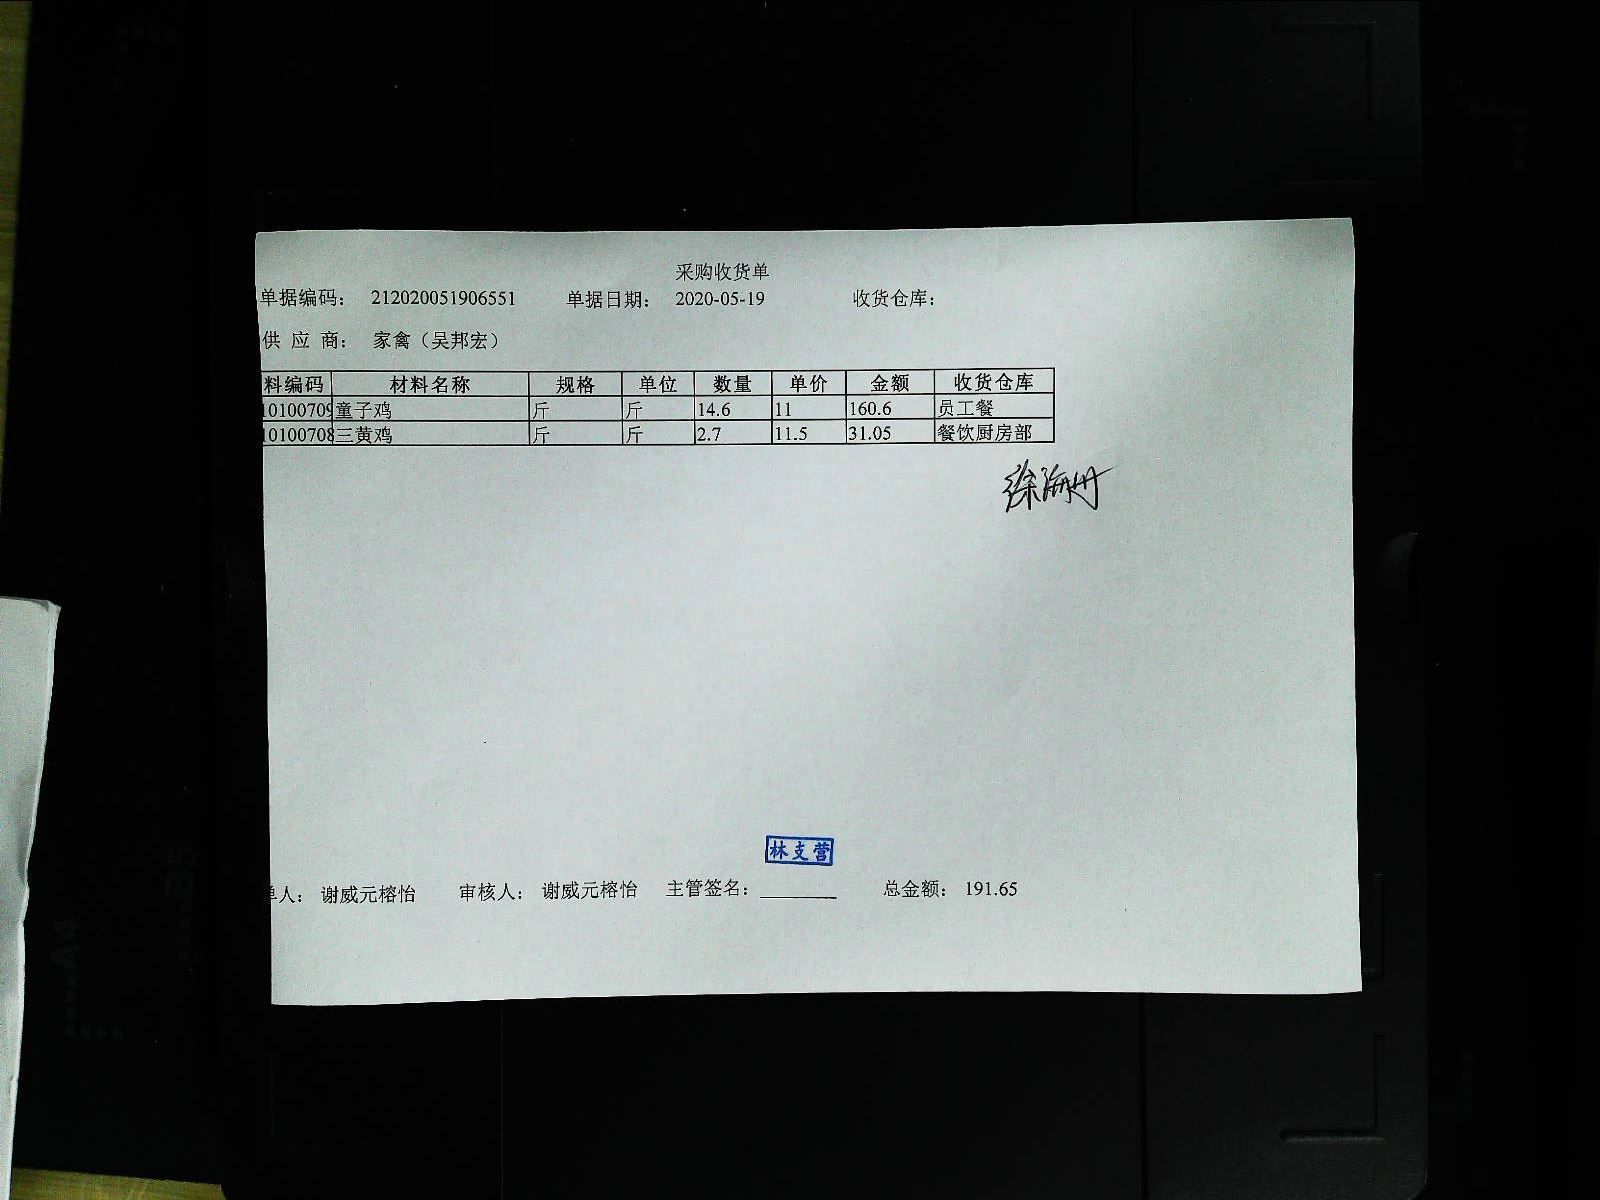 采购收货单
单据编码： 212020051906551 单据日期： 2020-05-19 收货仓库：
供 应 商： 家禽（吴邦宏）
料编码 材料名称 规格 单位 数量 单价 金额 收货仓库
10100709 童子鸡 斤 斤 14.6 11 160.6 员工餐
10100708 三黄鸡 斤 斤 2.7 11.5 31.05 餐饮厨房部
徐海丹
林支营
单人： 谢威元榕怡 审核人： 谢威元榕怡 主管签名： 总金额： 191.65